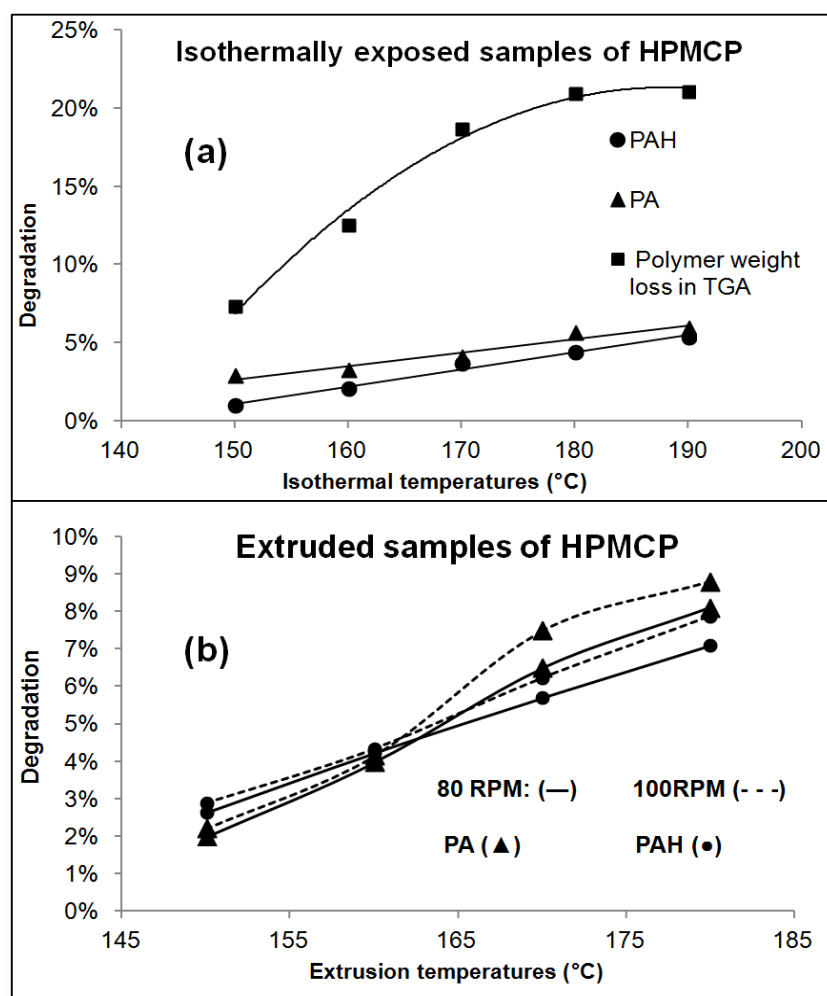 Isothermally exposed samples of HPMCP
(a)
PAH
PA
Polymer weight
loss in TGA
Degradation
25%
20%
15%
10%
5%
0%
140 150 160 170 180 190 200
Isothermal temperatures (°C)
Extruded samples of HPMCP
(b)
80 RPM: (—) 100RPM (- - -)
PA (▲) PAH (●)
Degradation
10%
9%
8%
7%
6%
5%
4%
3%
2%
1%
0%
145 155 165 175 185
Extrusion temperatures (°C)